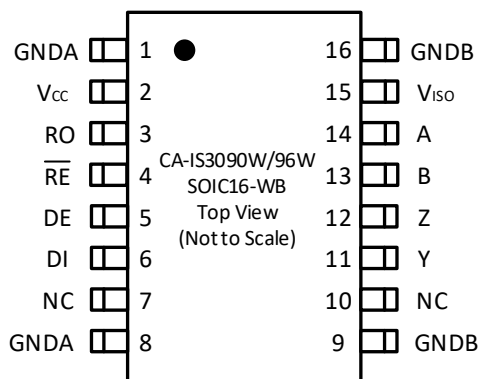 GNDA 1 16 GNDB
VCC 2 15 VISO
RO 3 14 A
RE 4 13 B
CA-IS3090W/96W
SOIC16-WB
Top View
(Not to Scale)
DE 5 12 Z
DI 6 11 Y
NC 7 10 NC
GNDA 8 9 GNDB